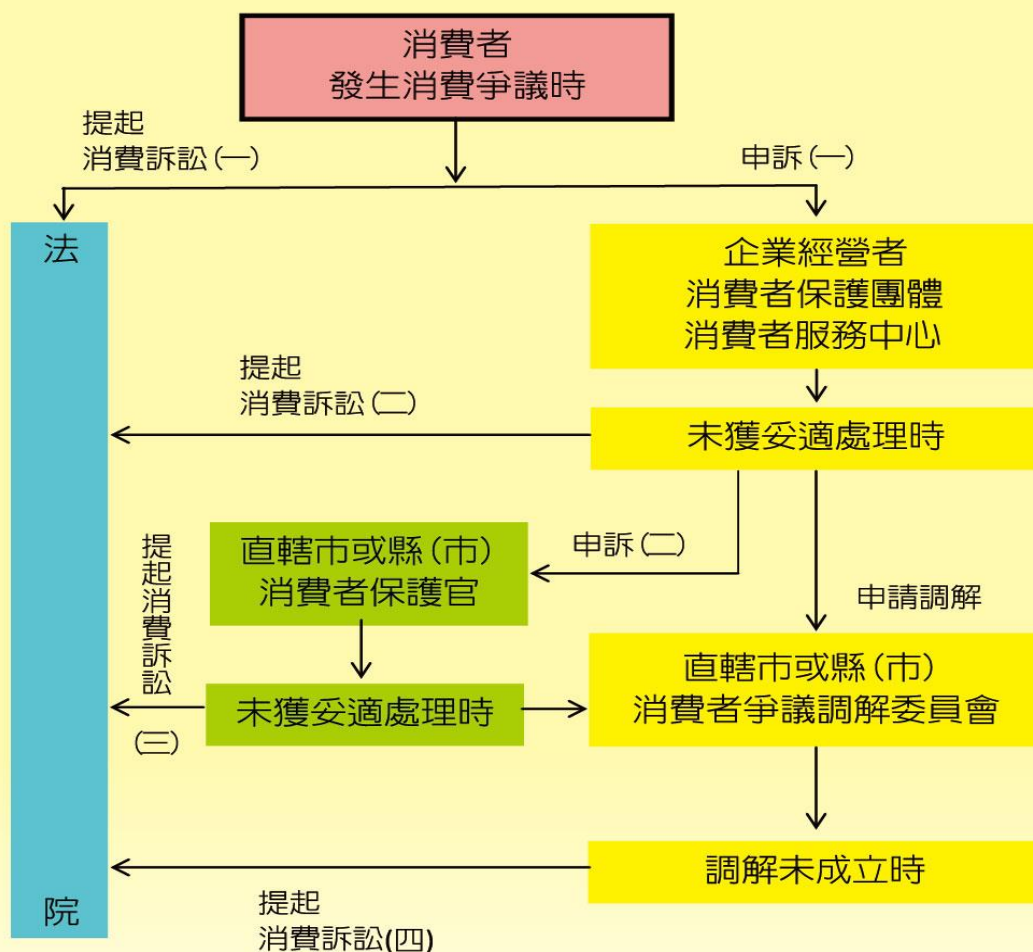 消費者
發生消費爭議時
提起
消費訴訟(一)
申訴(一)
法
院
企業經營者
消費者保護團體
消費者服務中心
提起
消費訴訟(二)
未獲妥適處理時
直轄市或縣(市)
消費者保護官
申訴(二)
申請調解
提起消費訴訟
(三)
未獲妥適處理時
直轄市或縣(市)
消費者爭議調解委員會
調解未成立時
提起
消費訴訟(四)